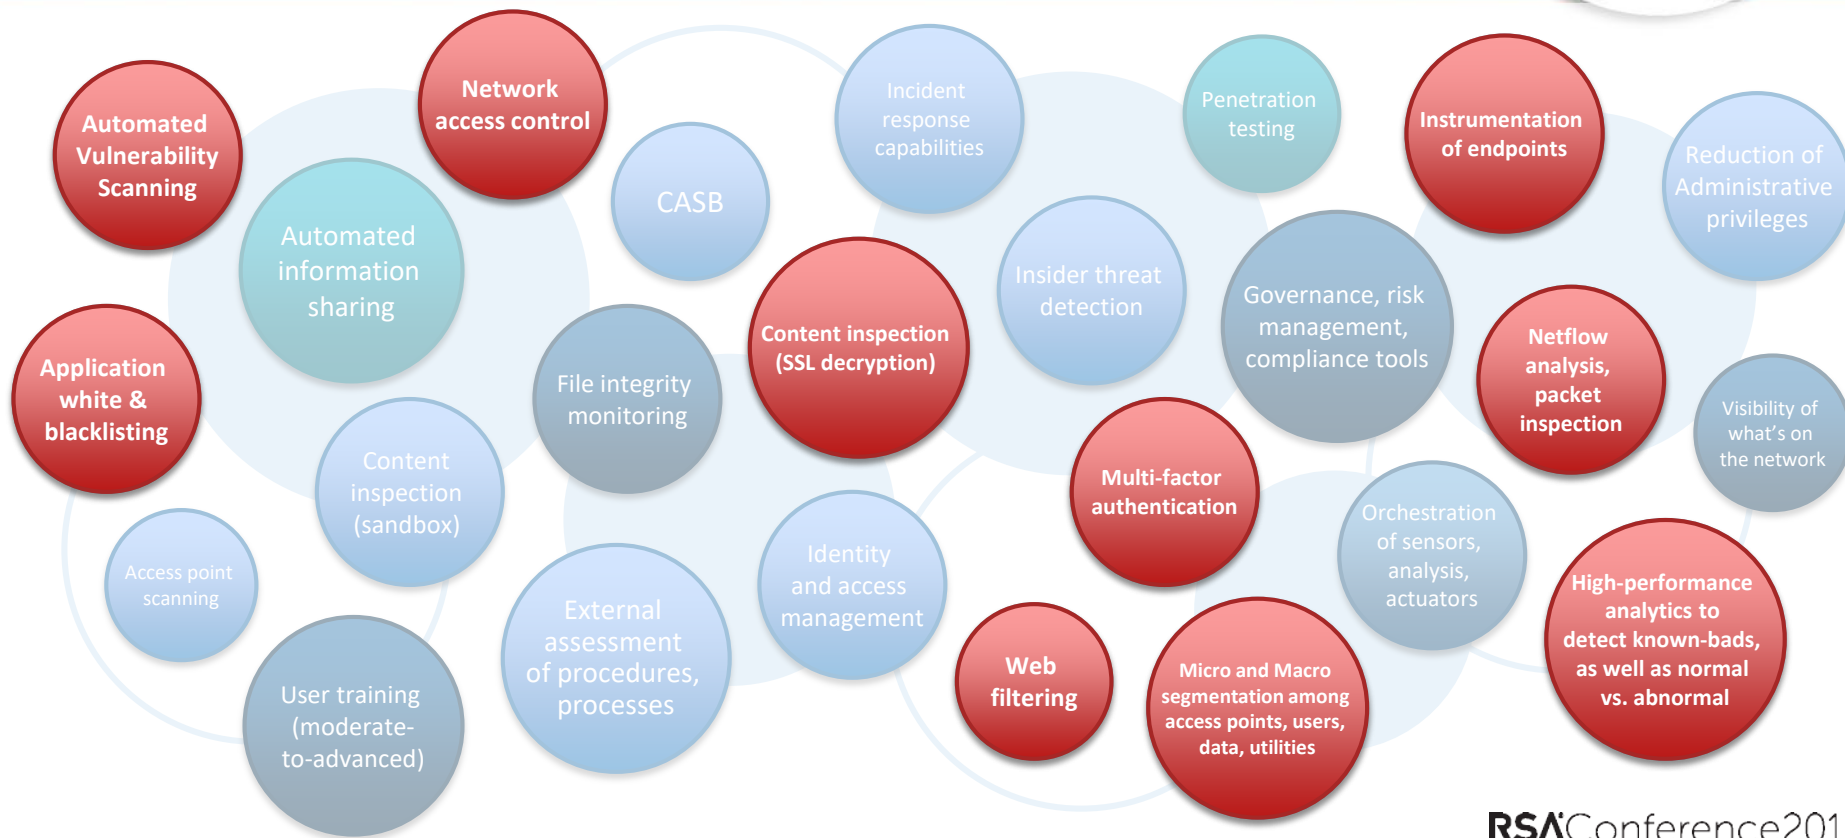 Automated
Vulnerability
Scanning
Network
access control
CASB
Incident
response
capabilities
Penetration
testing
Instrumentation
of endpoints
Reduction of
Administrative
privileges
Automated
information
sharing
Application
white &
blacklisting
File integrity
monitoring
Content inspection
(SSL decryption)
Insider threat
detection
Governance, risk
management,
compliance tools
Netflow
analysis,
packet
inspection
Visibility of
what's on
the network
Content
inspection
(sandbox)
Multi-factor
authentication
Orchestration
of sensors,
analysis,
actuators
Access point
scanning
Identity
and access
management
External
assessment
of procedures,
processes
User training
(moderate-
to-advanced)
Web
filtering
Micro and Macro
segmentation among
access points, users,
data, utilities
High-performance
analytics to
detect known-bads,
as well as normal
vs. abnormal
RSAConference201